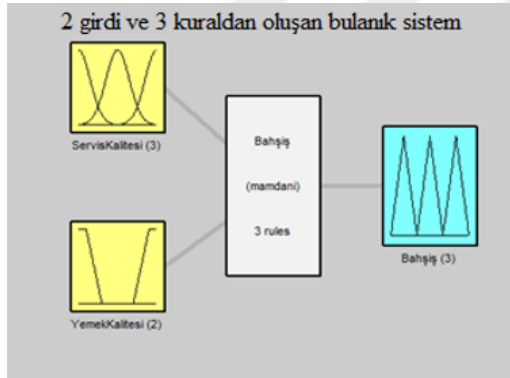 2 girdi ve 3 kuraldan oluşan bulanık sistem
ServisKalitesi (3)
Bahşiş
(mamdani)
3 rules
Bahşiş (3)
YemekKalitesi (2)